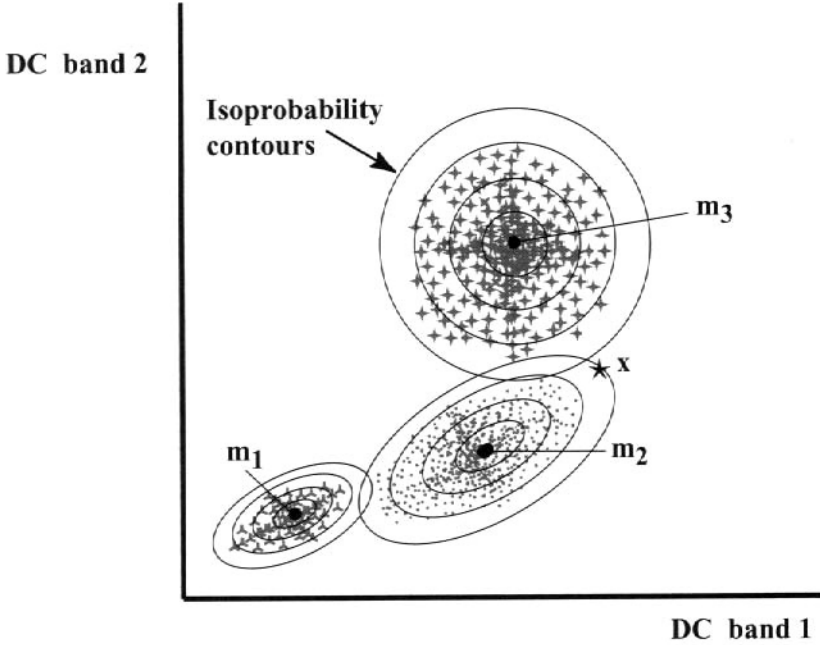 DC band 2
Isoprobability
contours
m3
x
m1
m2
DC band 1